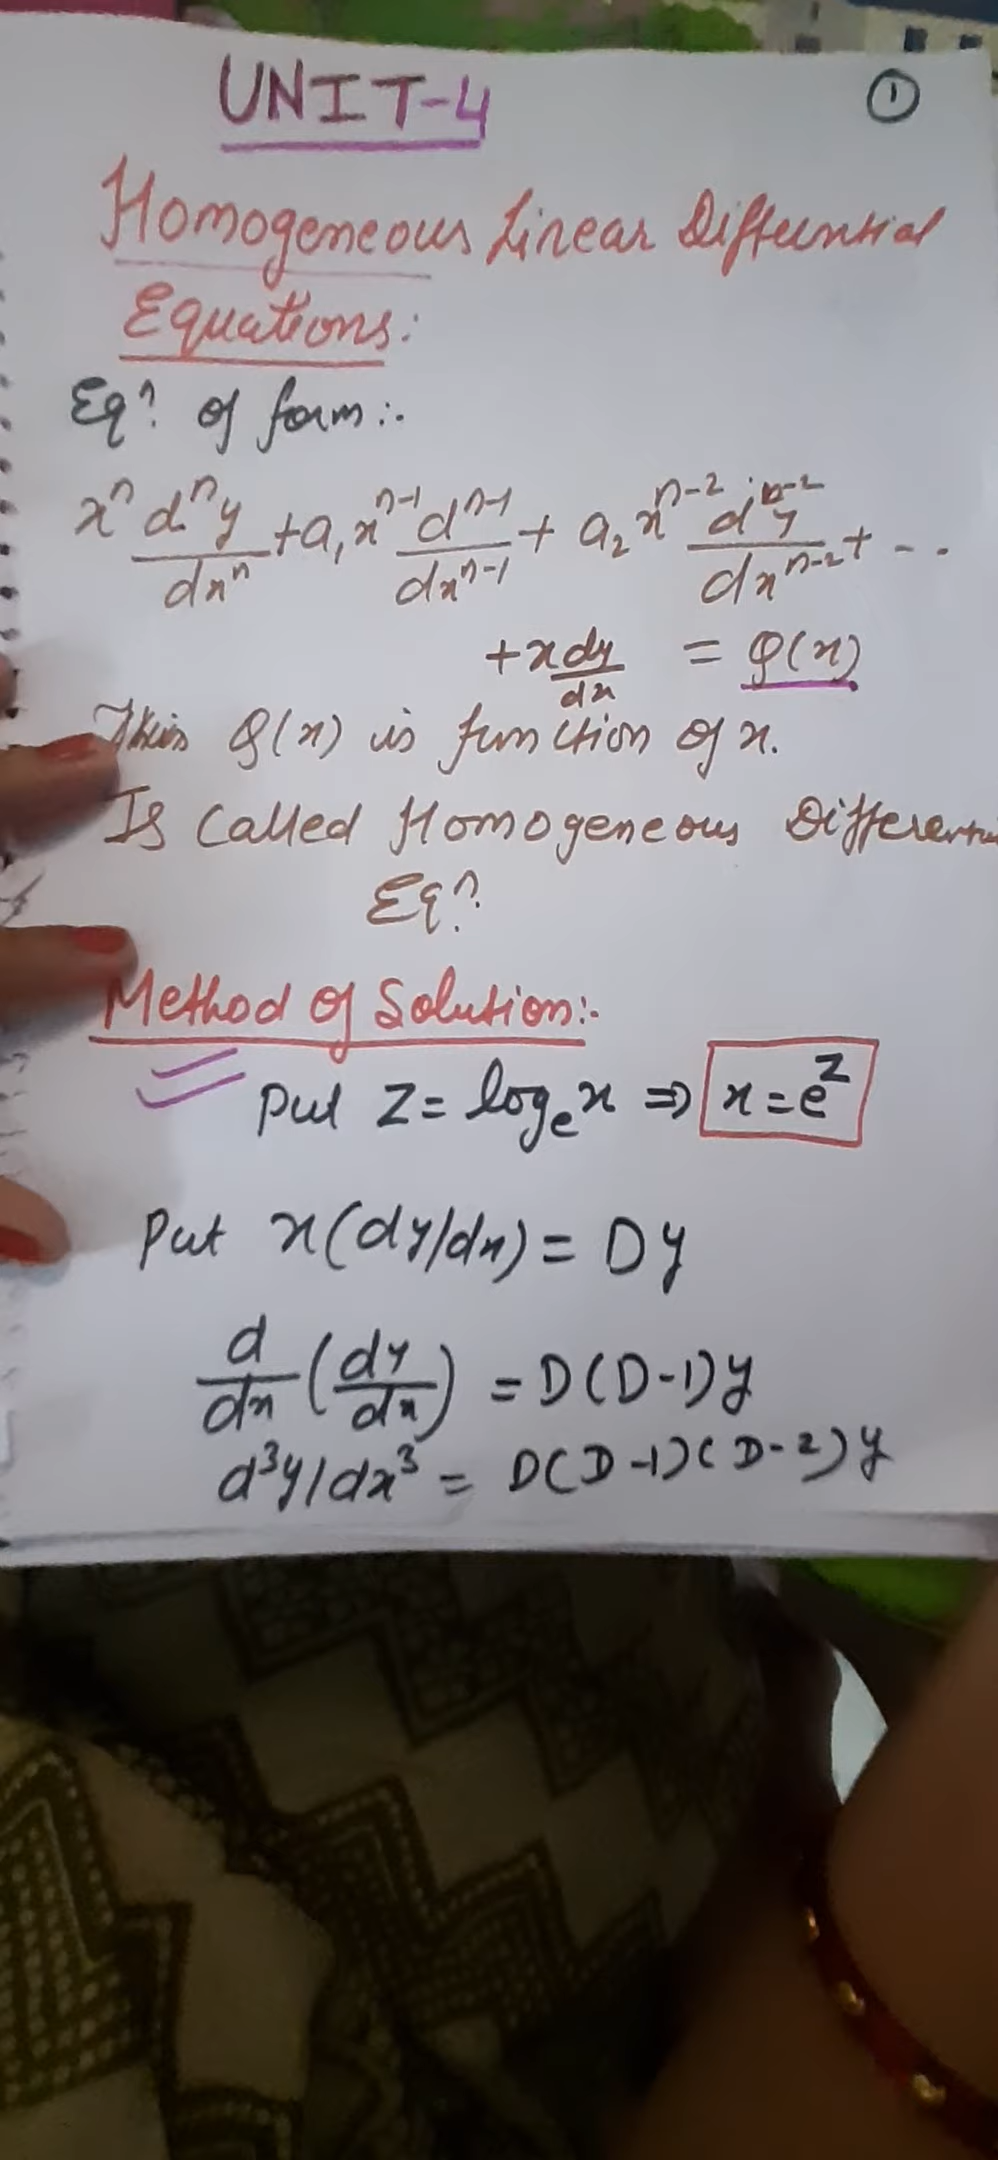 UNIT-4
①
Homogeneous Linear Differential
Equations:
Eqⁿ. of form:-
xⁿ dⁿy/dxⁿ + a₁xⁿ⁻¹ dⁿ⁻¹/dxⁿ⁻¹ + a₂xⁿ⁻² dⁿ⁻²y/dxⁿ⁻² + - - -
+ x dy/dx = Q(x)
This Q(x) is function of x.
Is Called Homogeneous Differential
Eqⁿ.
Method of Solution:-
Put Z = logₑx ⇒ x = e^z
Put x(dy/dx) = Dy
d/dx (dy/dx) = D(D-1)y
d³y/dx³ = D(D-1)(D-2)y